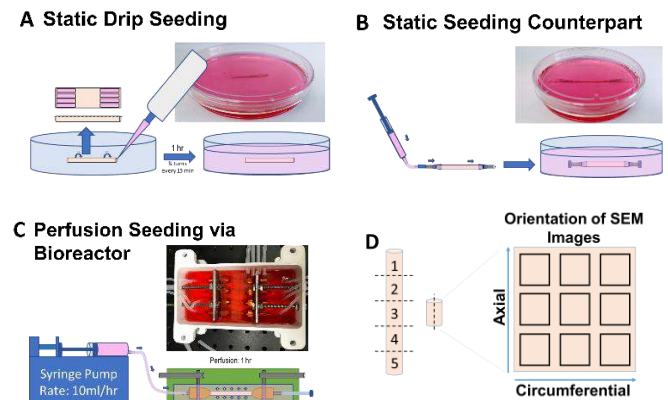 A Static Drip Seeding
1 hr
¼ turns
every 15 min
B Static Seeding Counterpart
C Perfusion Seeding via
Bioreactor
Perfusion: 1 hr
Syringe Pump
Rate: 10ml/hr
D
1
2
3
4
5
Orientation of SEM
Images
Axial
Circumferential